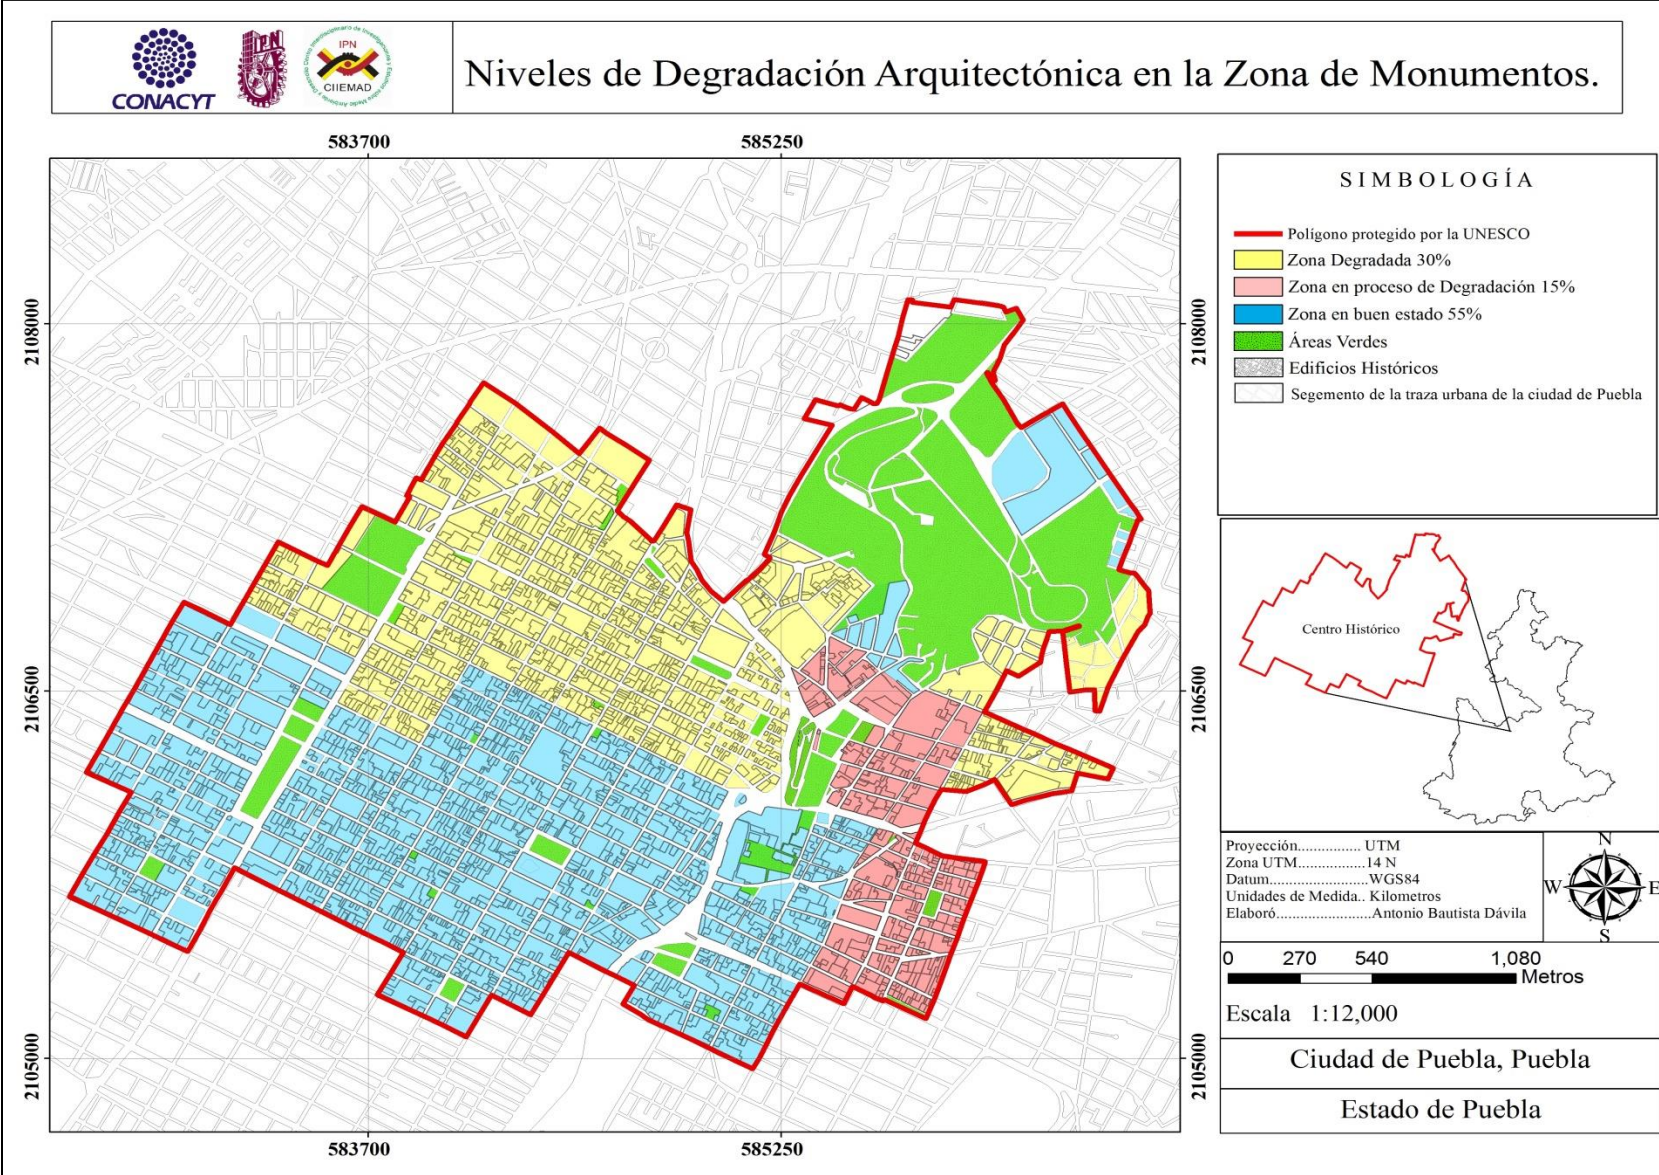 CONACYT
IPN
IPN
CIIEMAD
Niveles de Degradación Arquitectónica en la Zona de Monumentos.
583700
585250
2108000
2108000
2106500
2106500
2105000
2105000
583700
585250
SIMBOLOGÍA
Polígono protegido por la UNESCO
Zona Degradada 30%
Zona en proceso de Degradación 15%
Zona en buen estado 55%
Áreas Verdes
Edificios Históricos
Segemento de la traza urbana de la ciudad de Puebla
Centro Histórico
Proyección............... UTM
Zona UTM...............14 N
Datum......................WGS84
Unidades de Medida.. Kilometros
Elaboró.....................Antonio Bautista Dávila
N
W
E
S
0 270 540 1,080
Metros
Escala 1:12,000
Ciudad de Puebla, Puebla
Estado de Puebla